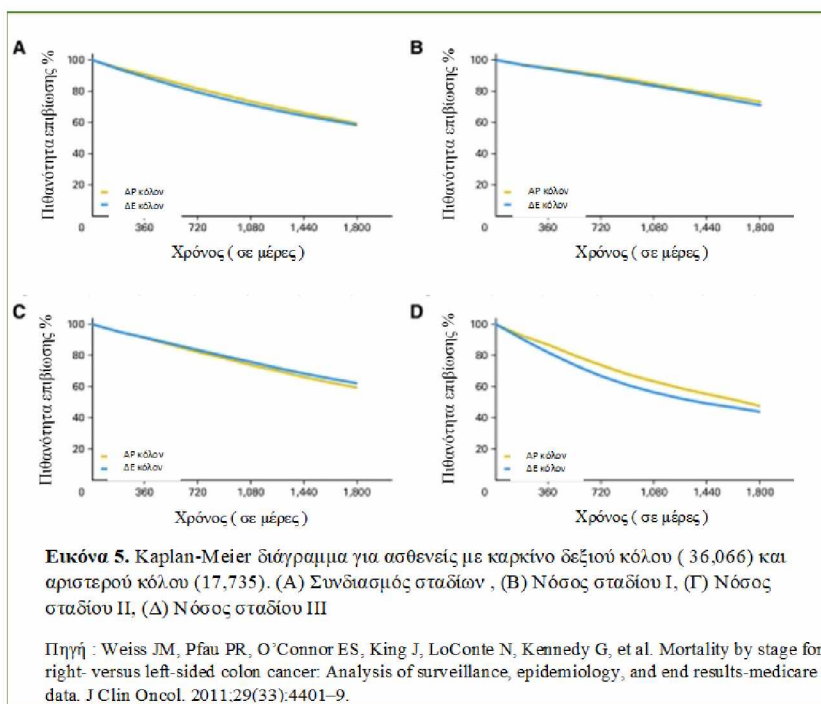 A
Πιθανότητα επιβίωσης %
100
80
60
40
20
0
ΑΡ κόλον
ΔΕ κόλον
360
720
1,080
1,440
1,800
Χρόνος ( σε μέρες )
B
Πιθανότητα επιβίωσης %
100
80
60
40
20
0
ΑΡ κόλον
ΔΕ κόλον
360
720
1,080
1,440
1,800
Χρόνος ( σε μέρες )
C
Πιθανότητα επιβίωσης %
100
80
60
40
20
0
ΑΡ κόλον
ΔΕ κόλον
360
720
1,080
1,440
1,800
Χρόνος ( σε μέρες )
D
Πιθανότητα επιβίωσης %
100
80
60
40
20
0
ΑΡ κόλον
ΔΕ κόλον
360
720
1,080
1,440
1,800
Χρόνος ( σε μέρες )
Εικόνα 5. Kaplan-Meier διάγραμμα για ασθενείς με καρκίνο δεξιού κόλου ( 36,066) και
αριστερού κόλου (17,735). (Α) Συνδιασμός σταδίων , (Β) Νόσος σταδίου Ι, (Γ) Νόσος
σταδίου ΙΙ, (Δ) Νόσος σταδίου ΙΙΙ
Πηγή : Weiss JM, Pfau PR, O’Connor ES, King J, LoConte N, Kennedy G, et al. Mortality by stage for
right- versus left-sided colon cancer: Analysis of surveillance, epidemiology, and end results-medicare
data. J Clin Oncol. 2011;29(33):4401–9.